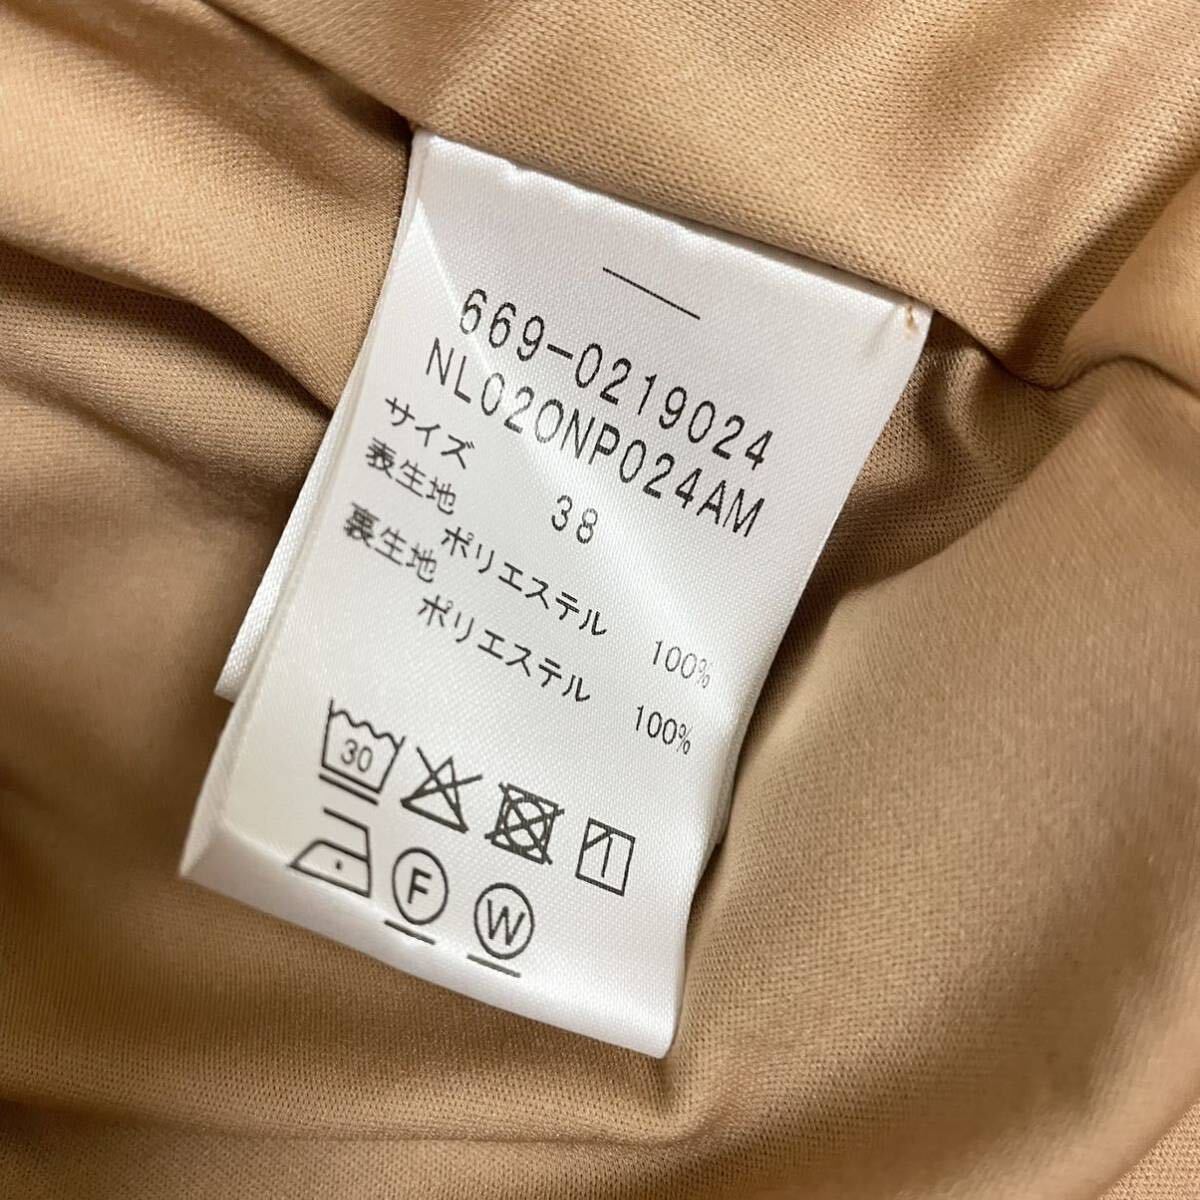 669-0219024
NL020NP024AM
サイズ 38
表生地
ポリエステル 100%
裏生地
ポリエステル 100%
30
F
W